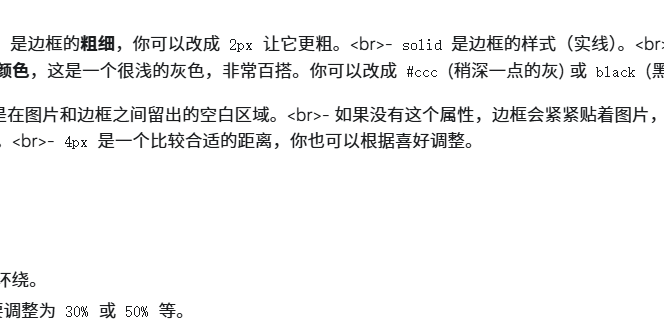 是边框的粗细，你可以改成 2px 让它更粗。<br>- solid 是边框的样式（实线）。<br>
颜色，这是一个很浅的灰色，非常百搭。你可以改成 #ccc (稍深一点的灰) 或 black (黑
是在图片和边框之间留出的空白区域。<br>- 如果没有这个属性，边框会紧紧贴着图片，
。<br>- 4px 是一个比较合适的距离，你也可以根据喜好调整。
环绕。
要调整为 30% 或 50% 等。